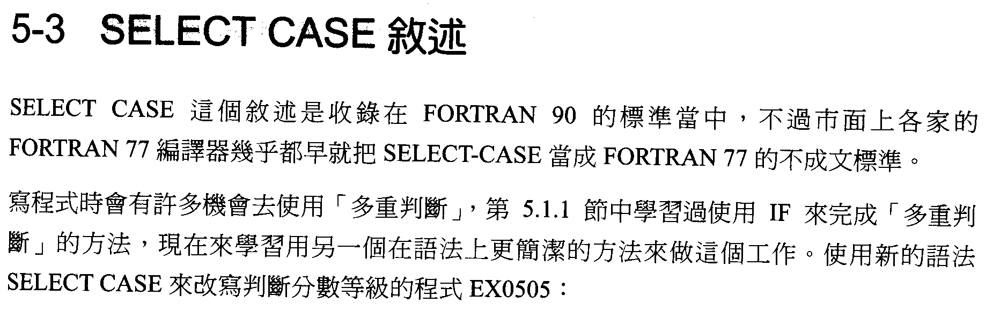 5-3 SELECT CASE 敘述
SELECT CASE 這個敘述是收錄在 FORTRAN 90 的標準當中，不過市面上各家的
FORTRAN 77 編譯器幾乎都早就把 SELECT-CASE 當成 FORTRAN 77 的不成文標準。
寫程式時會有許多機會去使用「多重判斷」，第 5.1.1 節中學習過使用 IF 來完成「多重判
斷」的方法，現在來學習用另一個在語法上更簡潔的方法來做這個工作。使用新的語法
SELECT CASE 來改寫判斷分數等級的程式 EX0505：